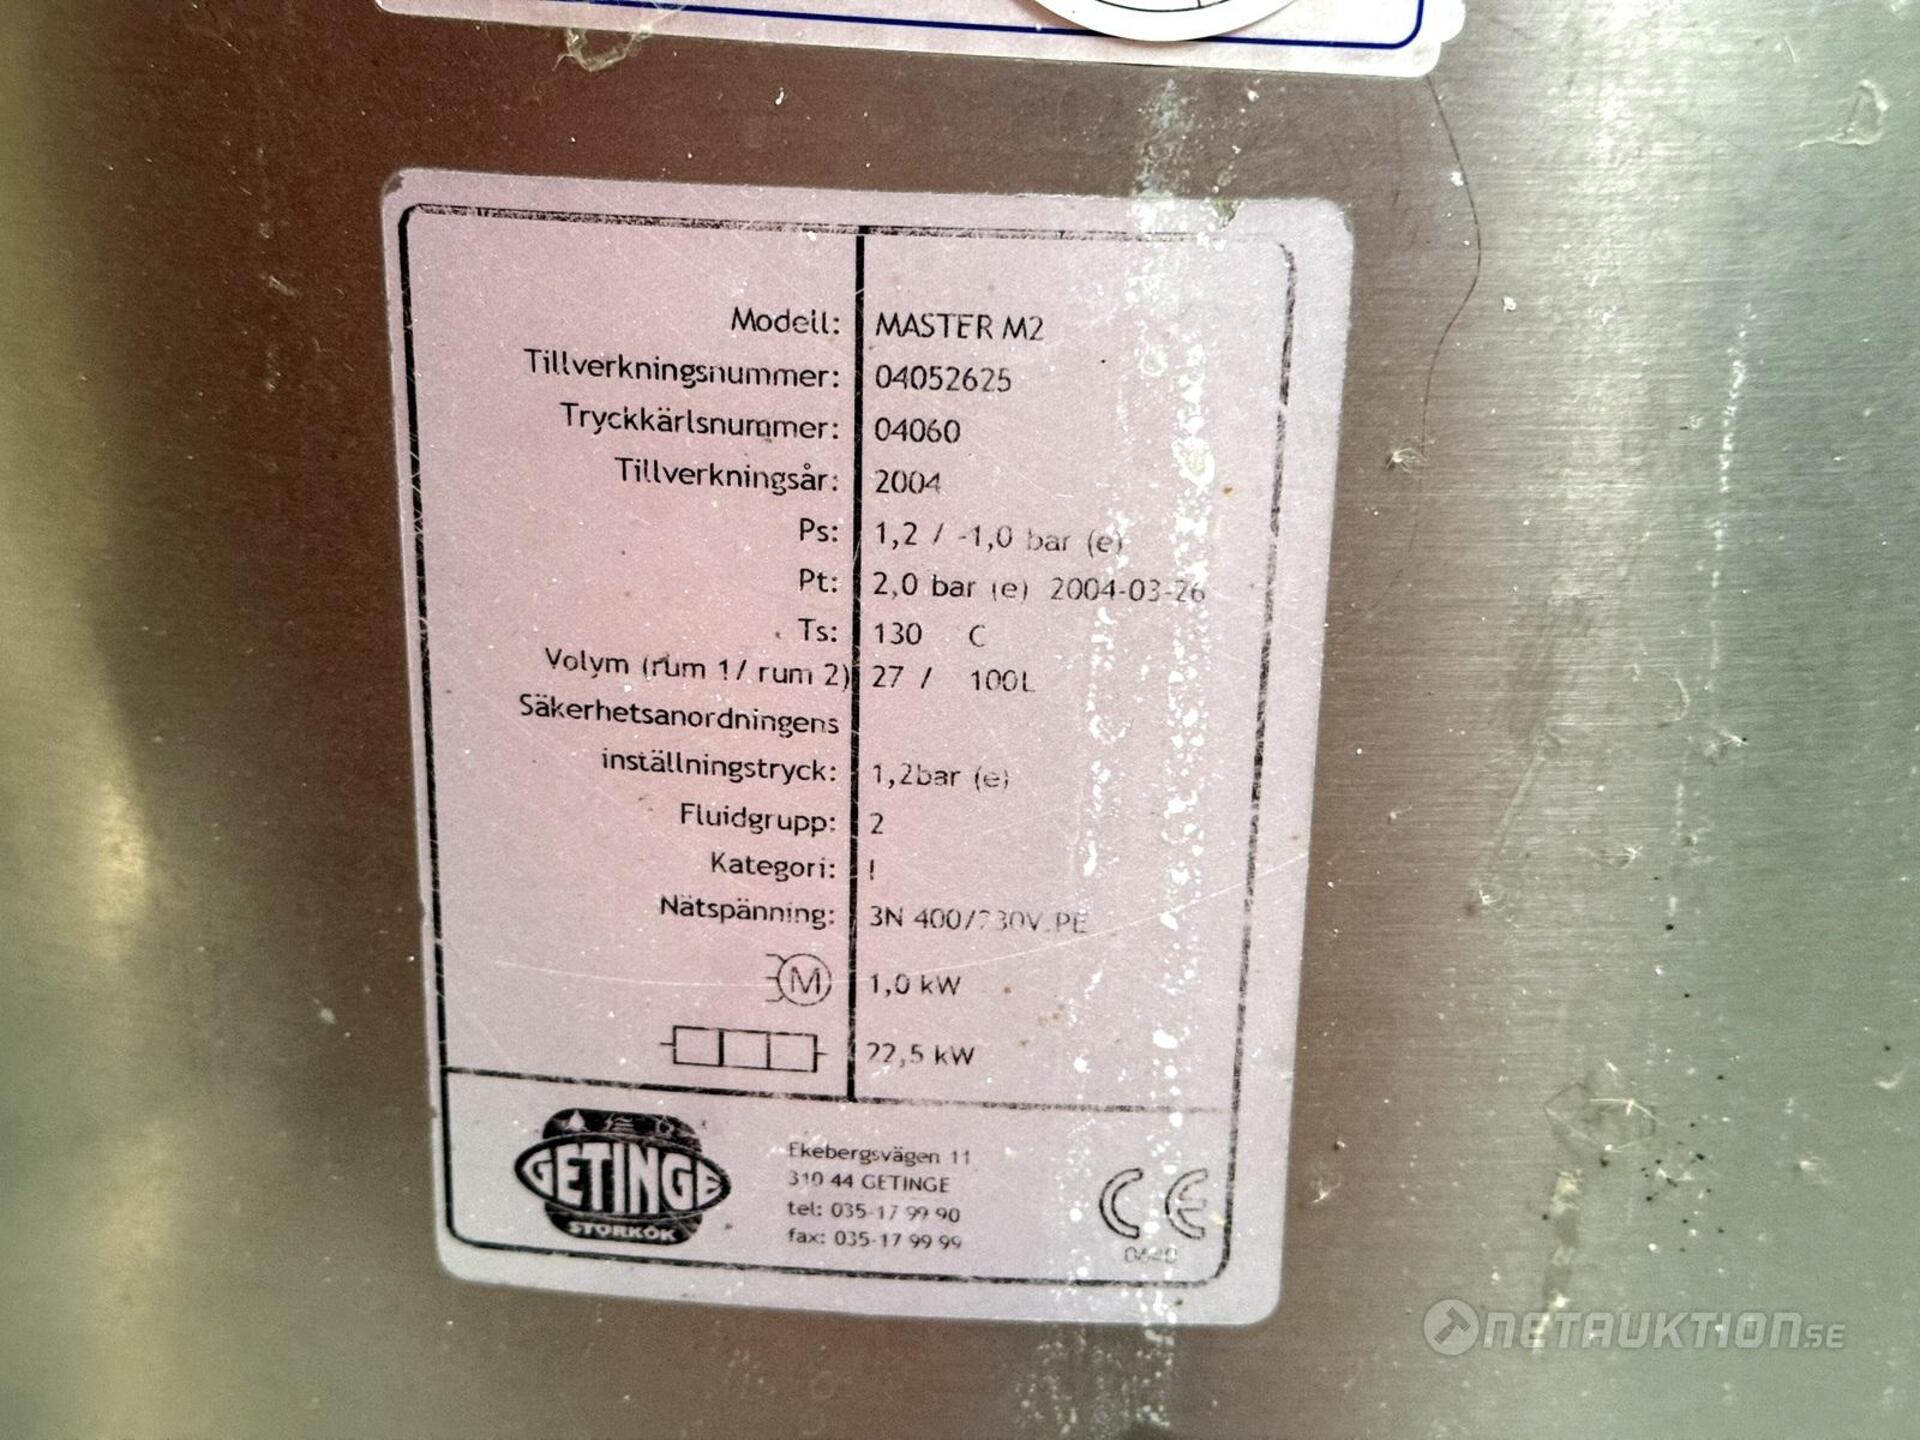 Modell: MASTER M2
Tillverkningsnummer: 04052625
Tryckkärlsnummer: 04060
Tillverkningsår: 2004
Ps: 1,2 / -1,0 bar (e)
Pt: 2,0 bar (e) 2004-03-26
Ts: 130 C
Volym (rum 1/ rum 2) 27 / 100L
Säkerhetsanordningens
inställningstryck: 1,2bar (e)
Fluidgrupp: 2
Kategori: I
Nätspänning: 3N 400/230V.PE
M 1,0 kW
22,5 kW
GETINGE
STORKÖK
Ekebergsvägen 11
310 44 GETINGE
tel: 035-17 99 90
fax: 035-17 99 99
CE
NETAUKTION.SE